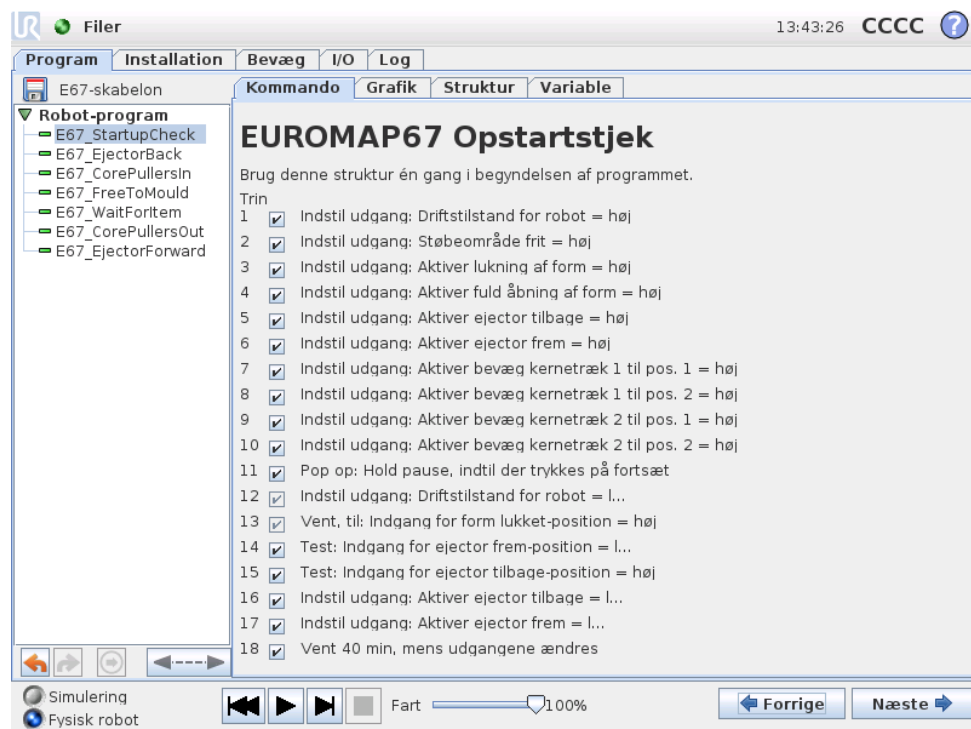 UR Filer 13:43:26 CCCC ?
Program Installation Bevæg I/O Log
E67-skabelon
Kommando Grafik Struktur Variable
Robot-program
E67_StartupCheck
E67_EjectorBack
E67_CorePullersIn
E67_FreeToMould
E67_WaitForItem
E67_CorePullersOut
E67_EjectorForward
EUROMAP67 Opstartstjek
Brug denne struktur én gang i begyndelsen af programmet.
Trin
1 Indstil udgang: Driftstilstand for robot = høj
2 Indstil udgang: Støbeområde frit = høj
3 Indstil udgang: Aktiver lukning af form = høj
4 Indstil udgang: Aktiver fuld åbning af form = høj
5 Indstil udgang: Aktiver ejector tilbage = høj
6 Indstil udgang: Aktiver ejector frem = høj
7 Indstil udgang: Aktiver bevæg kernetræk 1 til pos. 1 = høj
8 Indstil udgang: Aktiver bevæg kernetræk 1 til pos. 2 = høj
9 Indstil udgang: Aktiver bevæg kernetræk 2 til pos. 1 = høj
10 Indstil udgang: Aktiver bevæg kernetræk 2 til pos. 2 = høj
11 Pop op: Hold pause, indtil der trykkes på fortsæt
12 Indstil udgang: Driftstilstand for robot = l...
13 Vent, til: Indgang for form lukket-position = høj
14 Test: Indgang for ejector frem-position = l...
15 Test: Indgang for ejector tilbage-position = høj
16 Indstil udgang: Aktiver ejector tilbage = l...
17 Indstil udgang: Aktiver ejector frem = l...
18 Vent 40 min, mens udgangene ændres
Simulering
Fysisk robot
Fart 100%
Forrige Næste